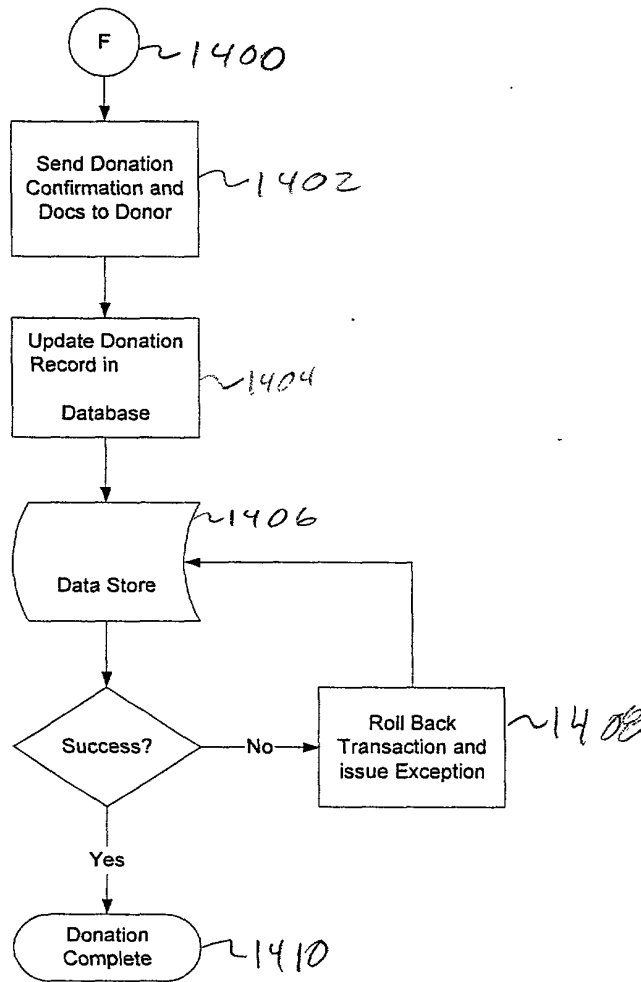 F
1400
Send Donation
Confirmation and
Docs to Donor
1402
Update Donation
Record in
Database
1404
1406
Data Store
Success?
No
Roll Back
Transaction and
issue Exception
1408
Yes
Donation
Complete
1410